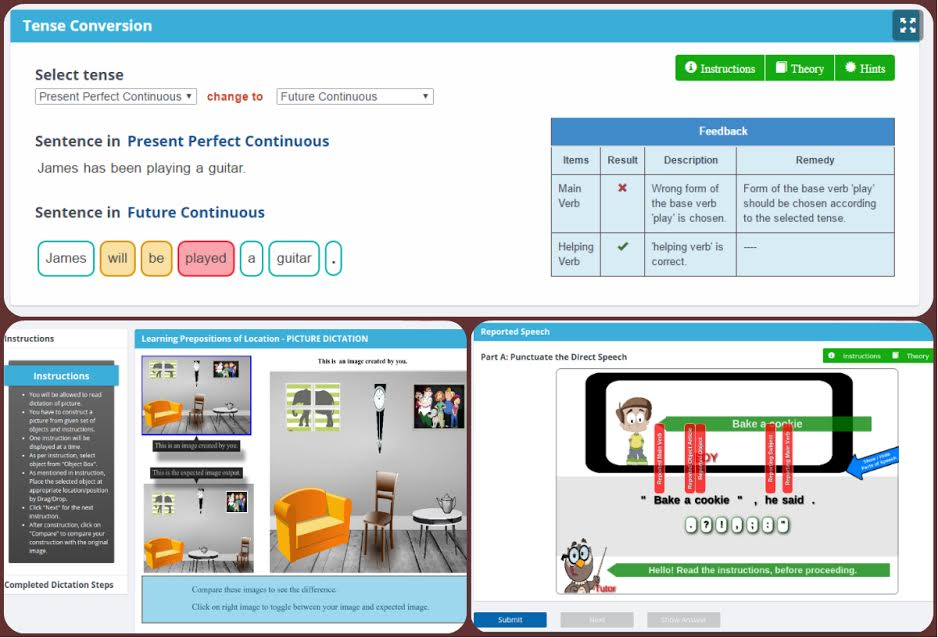 Tense Conversion
Select tense
Instructions Theory Hints
Present Perfect Continuous change to Future Continuous
Sentence in Present Perfect Continuous
James has been playing a guitar.
Sentence in Future Continuous
James will be played a guitar .
Feedback
Items Result Description Remedy
Main Verb
Wrong form of the base verb 'play' is chosen.
Form of the base verb 'play' should be chosen according to the selected tense.
Helping Verb
'helping verb' is correct.
----
Instructions
Instructions
You will be allowed to read
dictation of picture.
You have to construct a
picture from given set of
objects and instructions.
One instruction will be
displayed at a time.
As per instruction, select
object from "Object Box".
As mentioned in instruction,
Place the selected object at
appropriate location/position
by Drag/Drop.
Click "Next" for the next
instruction.
After construction, click on
"Compare" to compare your
construction with the original
image.
Completed Dictation Steps
Learning Prepositions of Location - PICTURE DICTATION
This is an image created by you.
This is an image created by you.
This is the expected image output.
Compare these images to see the difference.
Click on right image to toggle between your image and expected image.
Reported Speech
Part A: Punctuate the Direct Speech
Instructions Theory
Bake a cookie
Reporting Subject
Reporting Main Verb
Show / Hide
Parts of Speech
" Bake a cookie " , he said .
. ? ! , ; : "
Hello! Read the instructions, before proceeding.
Tutor
Submit Next Show Answer